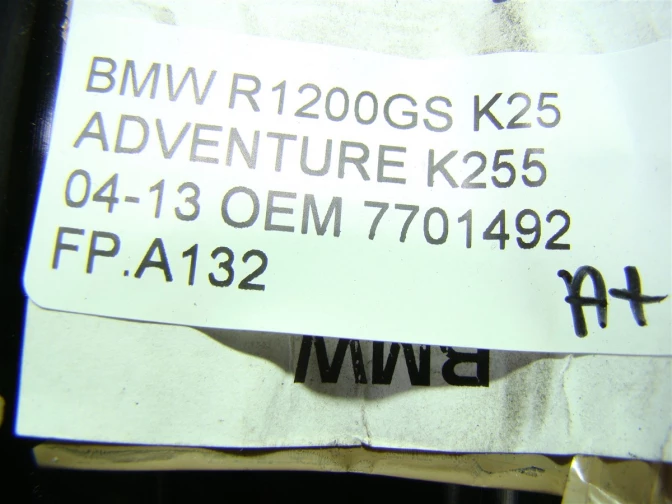 BMW R1200GS K25
ADVENTURE K255
04-13 OEM 7701492
FP.A132
A+
BMW